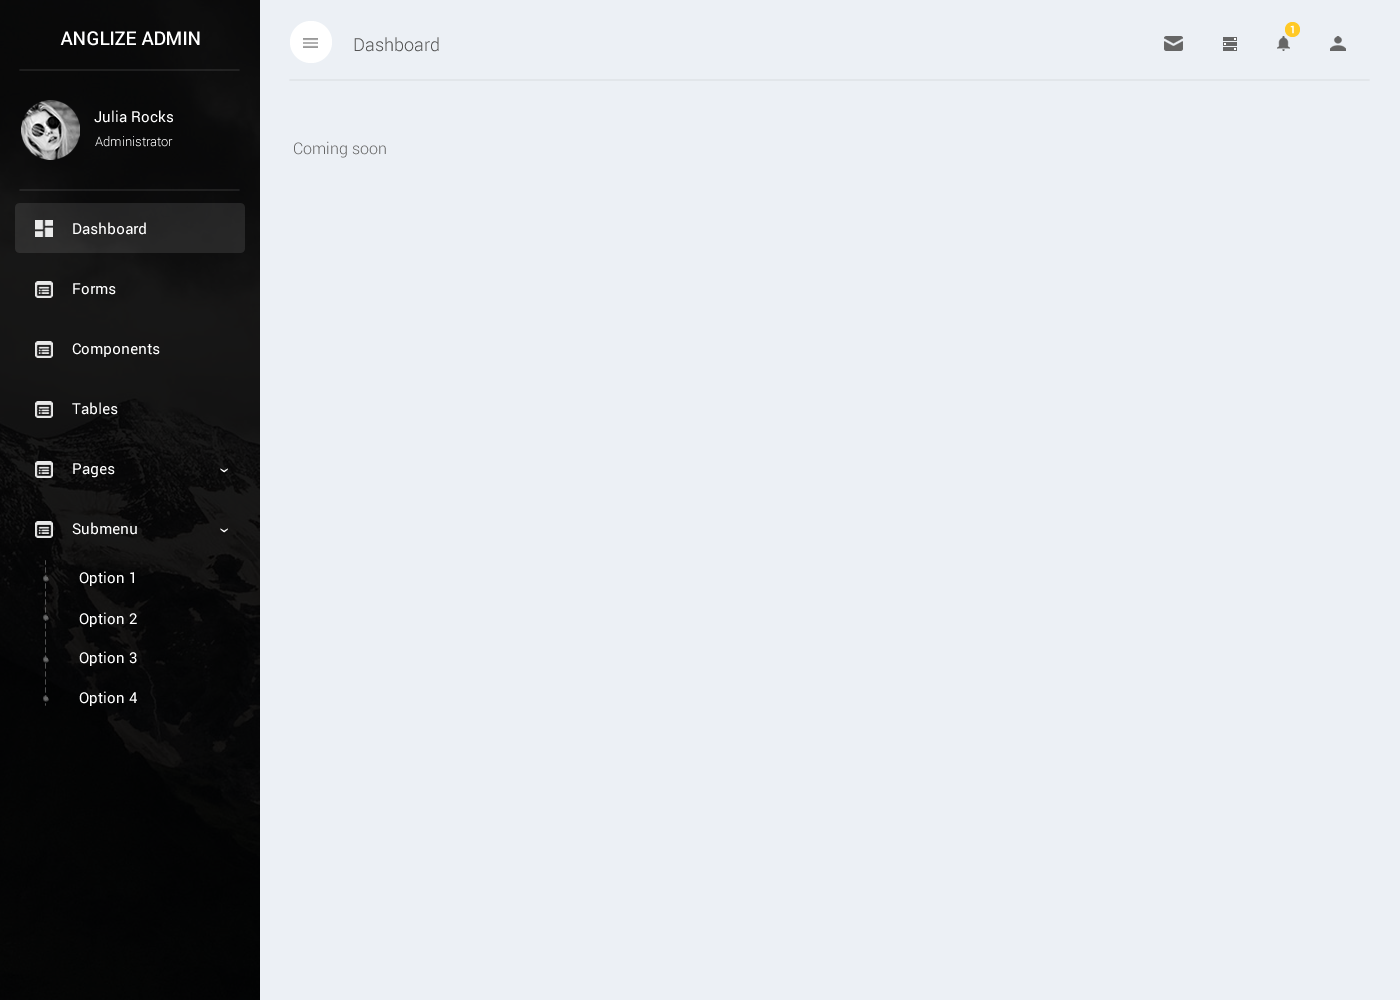 ANGLIZE ADMIN
Julia Rocks
Administrator
Dashboard
Forms
Components
Tables
Pages
Submenu
Option 1
Option 2
Option 3
Option 4
Dashboard
1
Coming soon